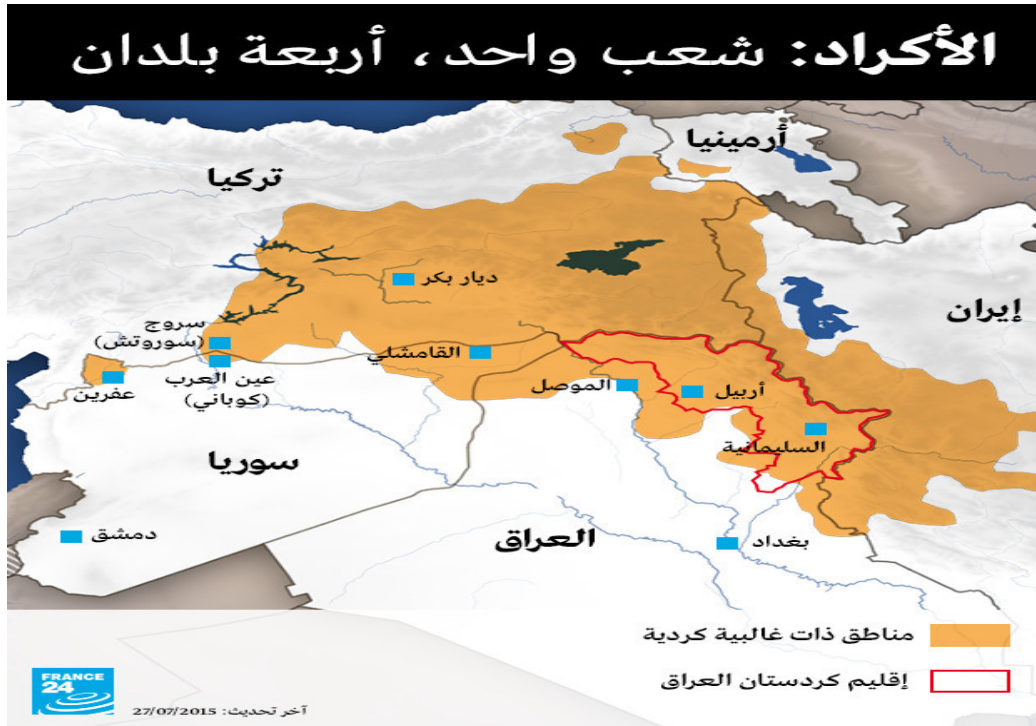 الأكراد: شعب واحد، أربعة بلدان
أرمينيا
تركيا
ديار بكر
إيران
سروج
(سوروتش)
القامشلي
عين العرب
(كوباني)
عفرين
الموصل
أربيل
السليمانية
سوريا
دمشق
العراق
بغداد
مناطق ذات غالبية كردية
إقليم كردستان العراق
FRANCE
24
آخر تحديث: 27/07/2015